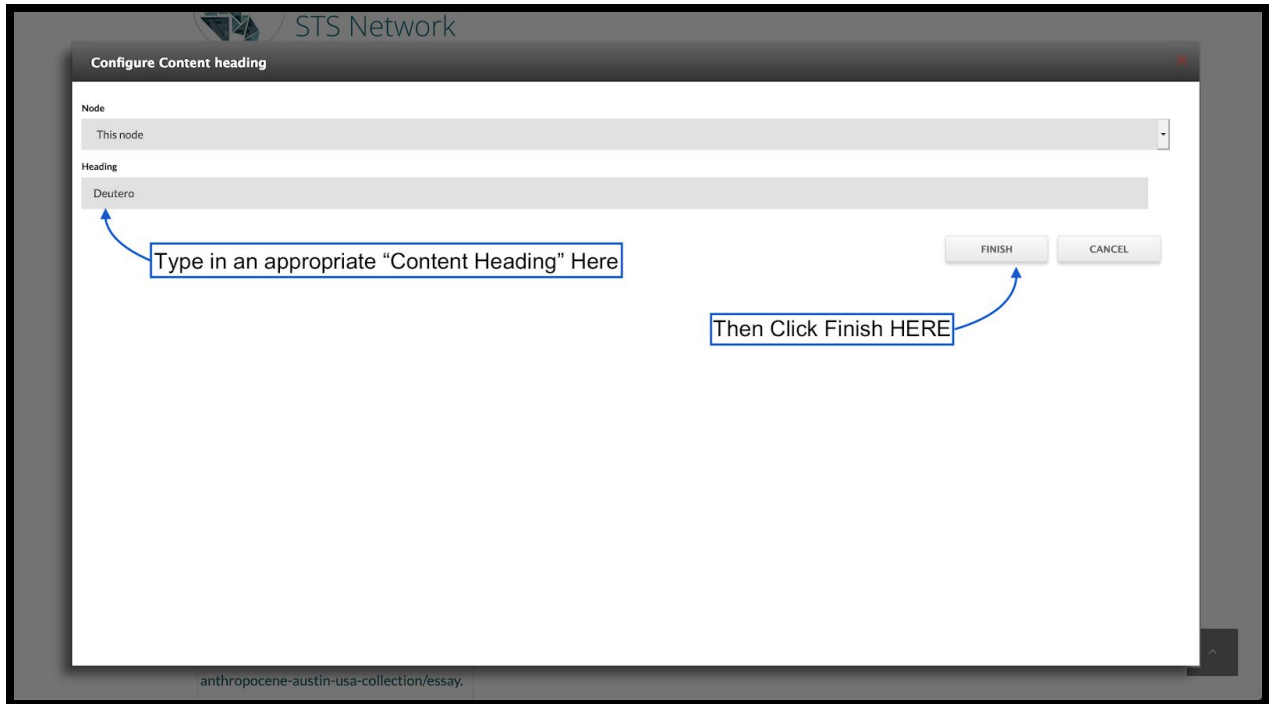 STS Network
Configure Content heading
Node
This node
Heading
Deutero
Type in an appropriate “Content Heading” Here
FINISH
CANCEL
Then Click Finish HERE
anthropocene-austin-usa-collection/essay.